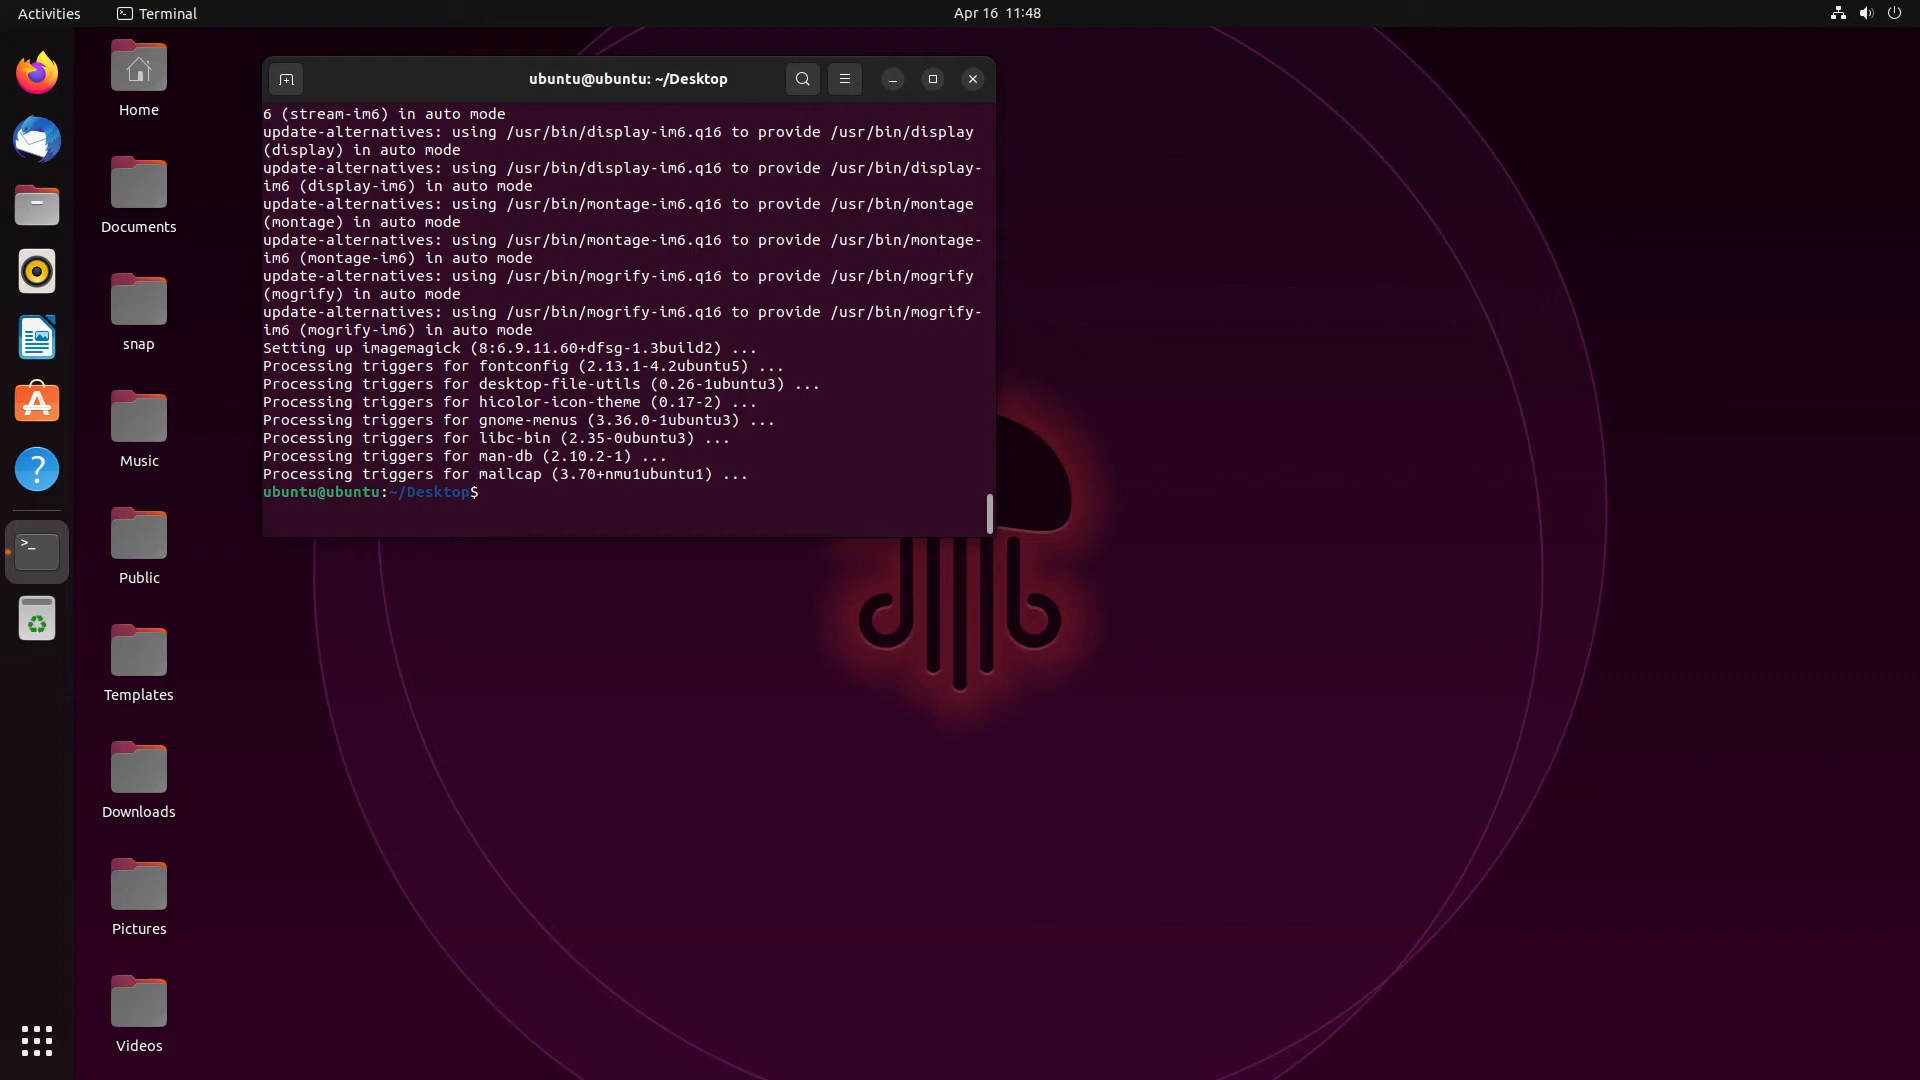 Activities
Terminal
Apr 16 11:48
ubuntu@ubuntu: ~/Desktop
6 (stream-im6) in auto mode
update-alternatives: using /usr/bin/display-im6.q16 to provide /usr/bin/display
(display) in auto mode
update-alternatives: using /usr/bin/display-im6.q16 to provide /usr/bin/display-
im6 (display-im6) in auto mode
update-alternatives: using /usr/bin/montage-im6.q16 to provide /usr/bin/montage
(montage) in auto mode
update-alternatives: using /usr/bin/montage-im6.q16 to provide /usr/bin/montage-
im6 (montage-im6) in auto mode
update-alternatives: using /usr/bin/mogrify-im6.q16 to provide /usr/bin/mogrify
(mogrify) in auto mode
update-alternatives: using /usr/bin/mogrify-im6.q16 to provide /usr/bin/mogrify-
im6 (mogrify-im6) in auto mode
Setting up imagemagick (8:6.9.11.60+dfsg-1.3build2) ...
Processing triggers for fontconfig (2.13.1-4.2ubuntu5) ...
Processing triggers for desktop-file-utils (0.26-1ubuntu3) ...
Processing triggers for hicolor-icon-theme (0.17-2) ...
Processing triggers for gnome-menus (3.36.0-1ubuntu3) ...
Processing triggers for libc-bin (2.35-0ubuntu3) ...
Processing triggers for man-db (2.10.2-1) ...
Processing triggers for mailcap (3.70+nmu1ubuntu1) ...
ubuntu@ubuntu:~/Desktop$
Home
Documents
snap
Music
Public
Templates
Downloads
Pictures
Videos